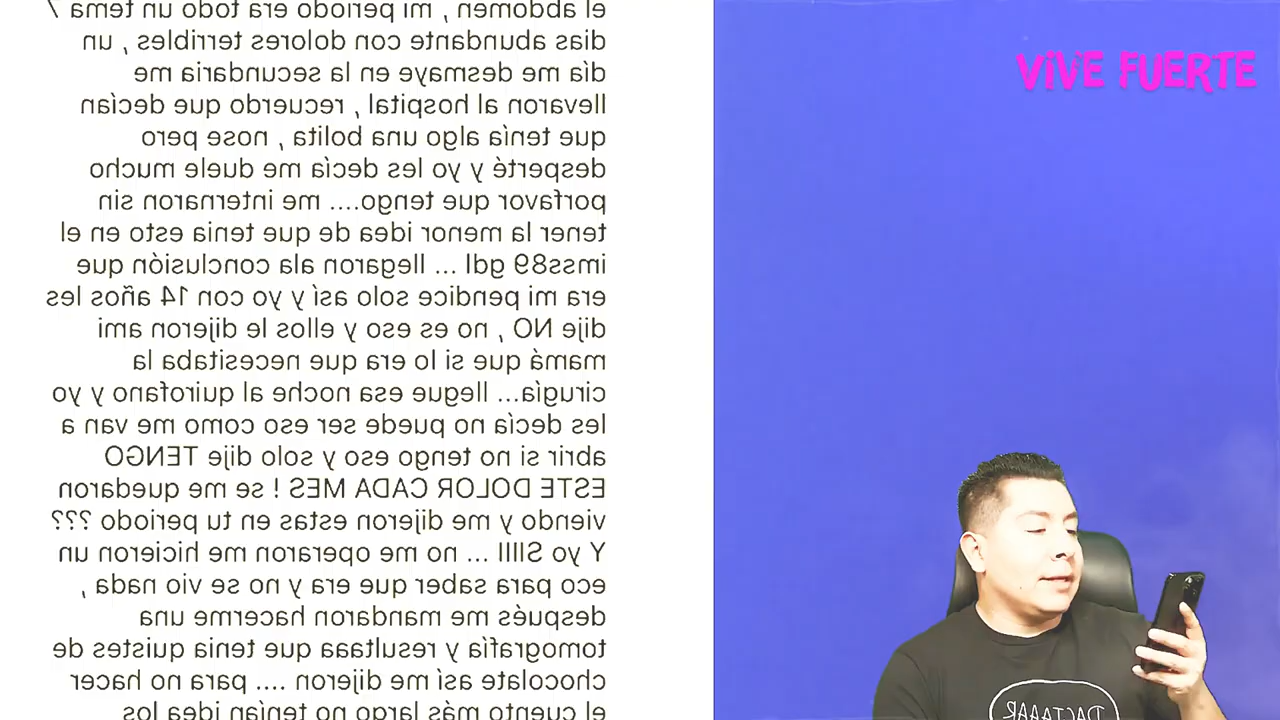 el abdomen , mi periodo era todo un tema 7
dias abundante con dolores terribles , un
día me desmaye en la secundaria me
llevaron al hospital , recuerdo que decían
que tenía algo una bolita , nose pero
desperté y yo les decía me duele mucho
porfavor que tengo.... me internaron sin
tener la menor idea de que tenia esto en el
imss89 gdl ... llegaron ala conclusión que
era mi pendice solo así y yo con 14 años les
dije NO , no es eso y ellos le dijeron ami
mamá que si lo era que necesitaba la
cirugía... llegue esa noche al quirofano y yo
les decía no puede ser eso como me van a
abrir si no tengo eso y solo dije TENGO
ESTE DOLOR CADA MES ! se me quedaron
viendo y me dijeron estas en tu periodo ???
Y yo SIIII ... no me operaron me hicieron un
eco para saber que era y no se vio nada ,
después me mandaron hacerme una
tomografía y resultaaa que tenia quistes de
chocolate así me dijeron .... para no hacer
el cuento más largo no tenían idea los
VIVE FUERTE
DACTAAAR